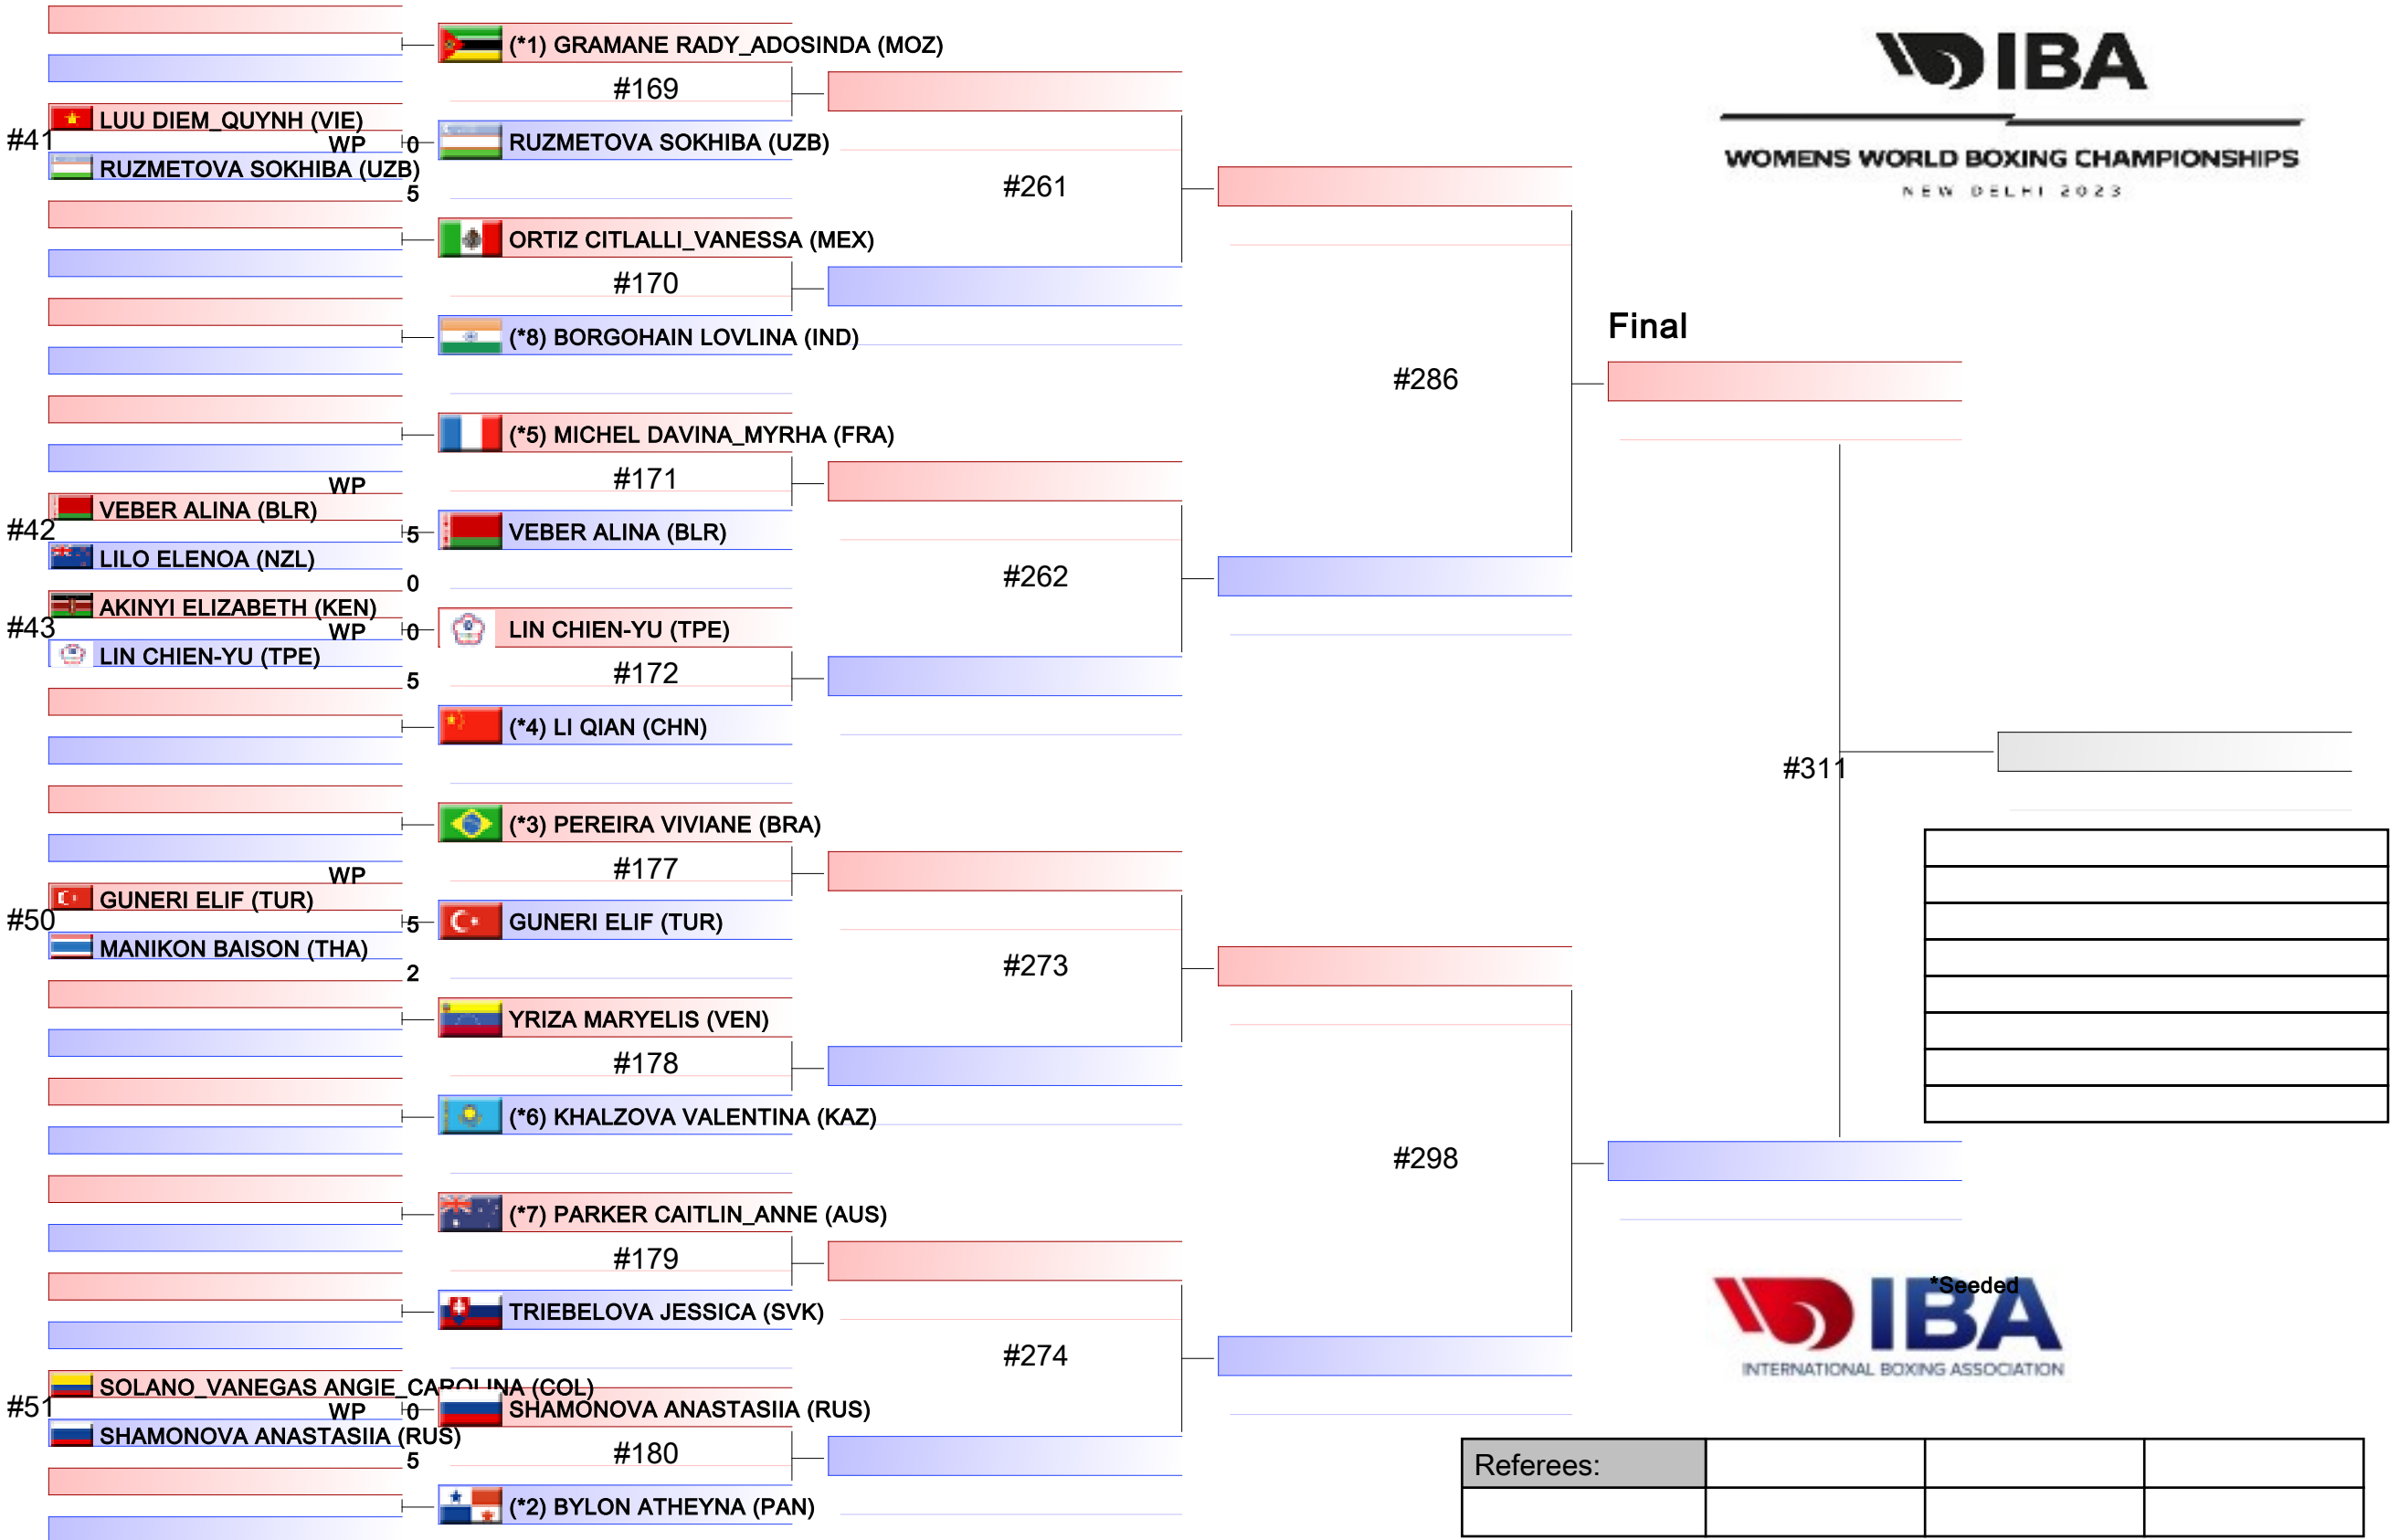 IBA
WOMENS WORLD BOXING CHAMPIONSHIPS
NEW DELHI 2023
(*1) GRAMANE RADY_ADOSINDA (MOZ)
#169
#41
LUU DIEM_QUYNH (VIE)
WP
0
RUZMETOVA SOKHIBA (UZB)
5
RUZMETOVA SOKHIBA (UZB)
#261
ORTIZ CITLALLI_VANESSA (MEX)
#170
(*8) BORGOHAIN LOVLINA (IND)
Final
#286
(*5) MICHEL DAVINA_MYRHA (FRA)
#171
WP
#42
VEBER ALINA (BLR)
5
LILO ELENOA (NZL)
0
VEBER ALINA (BLR)
#262
#43
AKINYI ELIZABETH (KEN)
WP
0
LIN CHIEN-YU (TPE)
5
LIN CHIEN-YU (TPE)
#172
(*4) LI QIAN (CHN)
#311
(*3) PEREIRA VIVIANE (BRA)
#177
WP
#50
GUNERI ELIF (TUR)
5
MANIKON BAISON (THA)
2
GUNERI ELIF (TUR)
#273
YRIZA MARYELIS (VEN)
#178
(*6) KHALZOVA VALENTINA (KAZ)
#298
(*7) PARKER CAITLIN_ANNE (AUS)
#179
TRIEBELOVA JESSICA (SVK)
#274
#51
SOLANO_VANEGAS ANGIE_CAROLINA (COL)
WP
0
SHAMONOVA ANASTASIIA (RUS)
5
SHAMONOVA ANASTASIIA (RUS)
#180
(*2) BYLON ATHEYNA (PAN)
*Seeded
IBA
INTERNATIONAL BOXING ASSOCIATION
Referees: